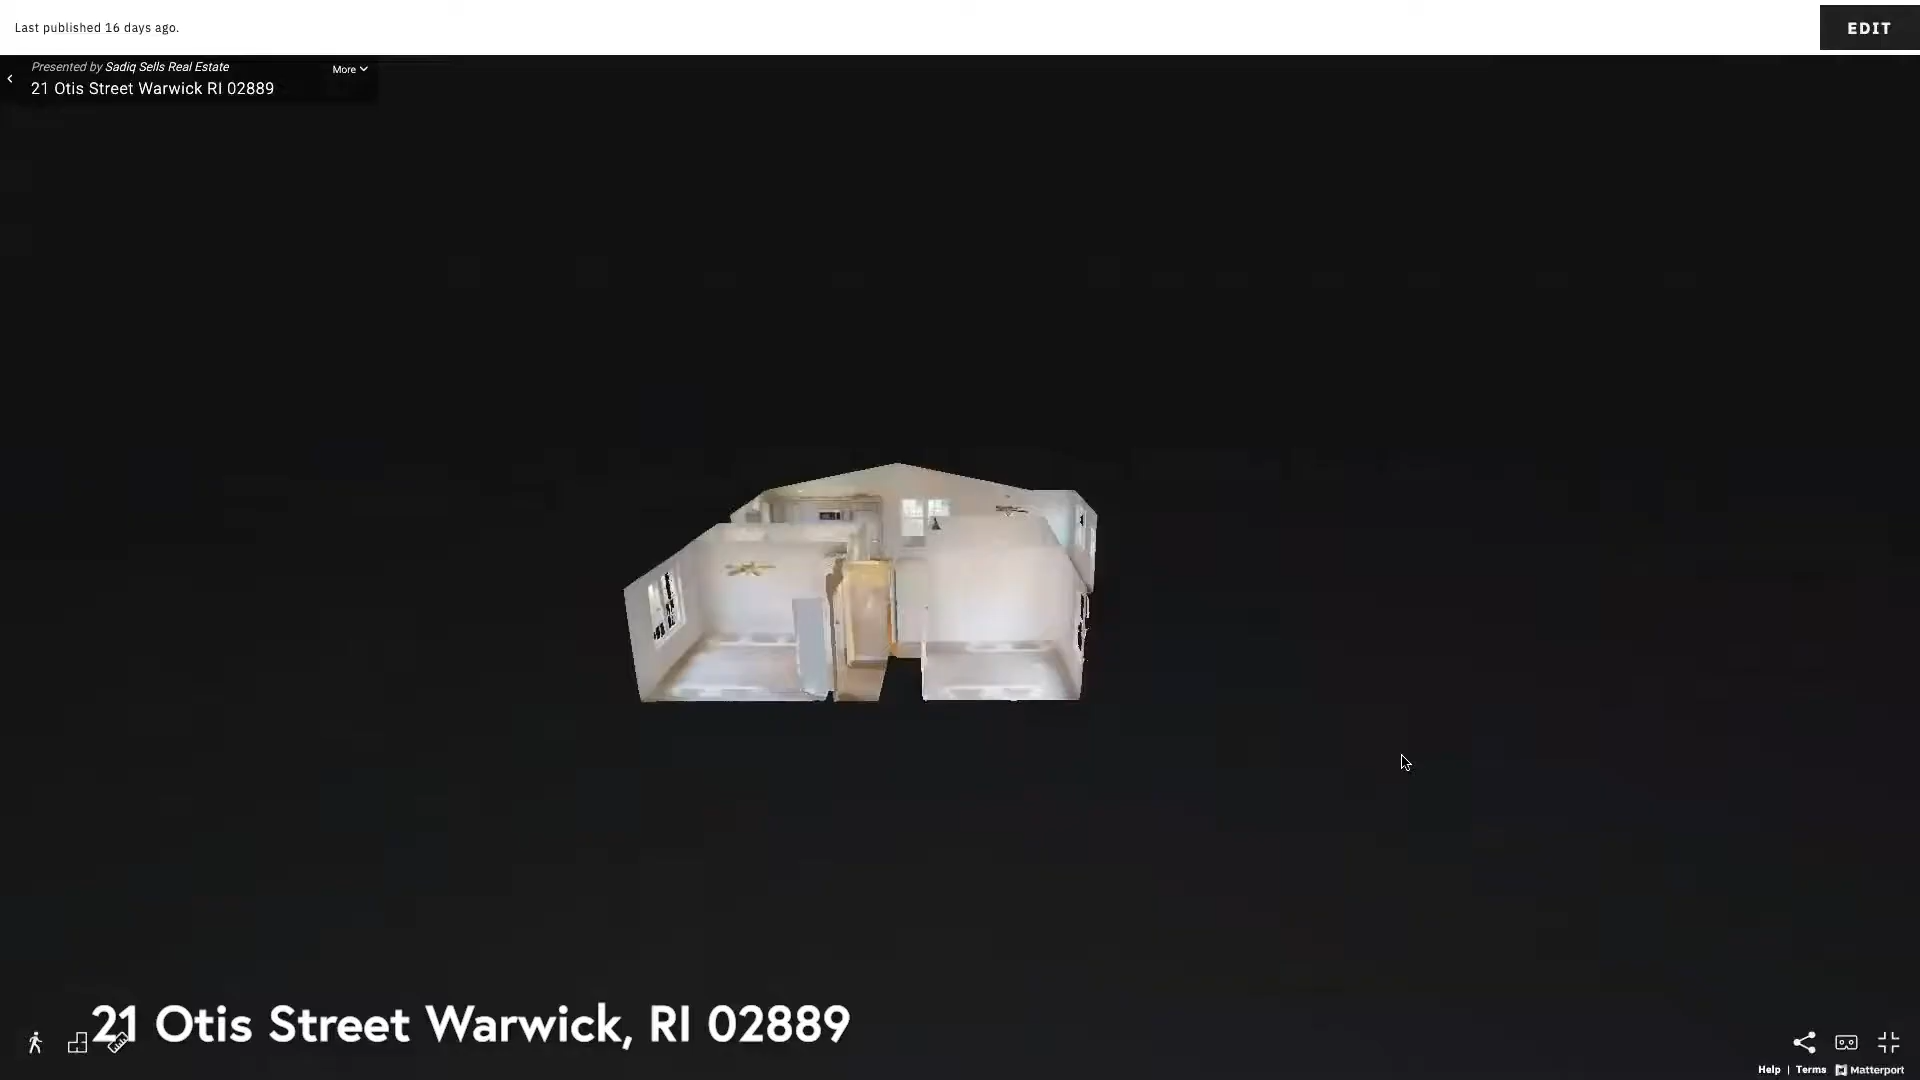 Last published 16 days ago.
EDIT
Presented by Sadiq Sells Real Estate
More
21 Otis Street Warwick RI 02889
21 Otis Street Warwick, RI 02889
Help | Terms Matterport